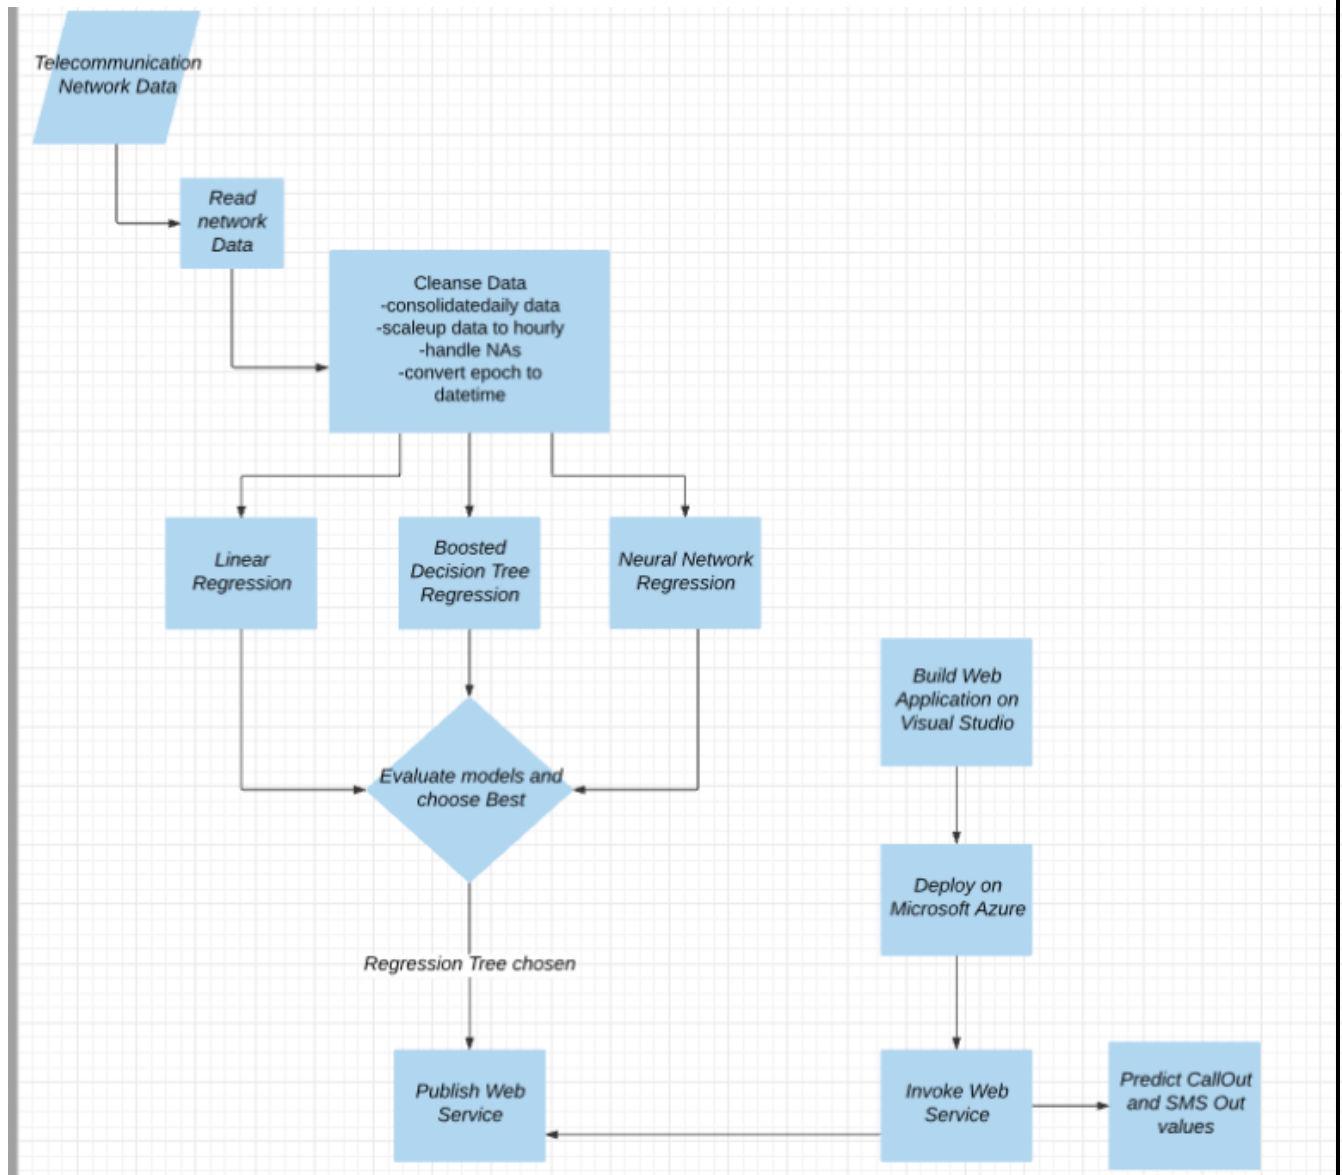 Telecommunication
Network Data
Read
network
Data
Cleanse Data
-consolidatedaily data
-scaleup data to hourly
-handle NAs
-convert epoch to
datetime
Linear
Regression
Boosted
Decision Tree
Regression
Neural Network
Regression
Evaluate models and
choose Best
Regression Tree chosen
Publish Web
Service
Build Web
Application on
Visual Studio
Deploy on
Microsoft Azure
Invoke Web
Service
Predict CallOut
and SMS Out
values